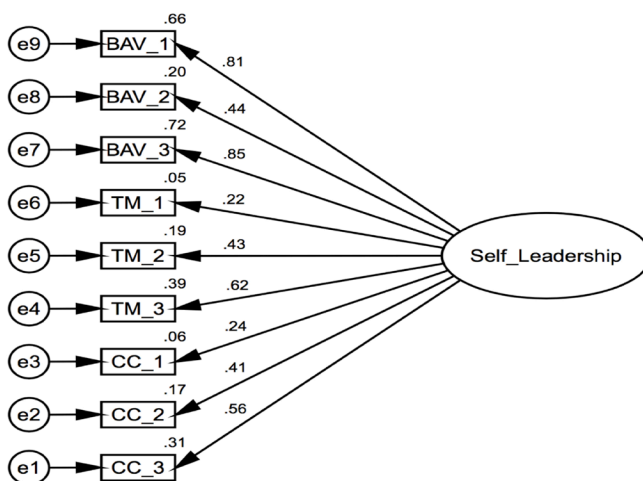 .66
e9 BAV_1 .81
.20
e8 BAV_2 .44
.72
e7 BAV_3 .85
.05
e6 TM_1 .22
.19
e5 TM_2 .43 Self_Leadership
.39
e4 TM_3 .62
.06
e3 CC_1 .24
.17
e2 CC_2 .41
.31
e1 CC_3 .56